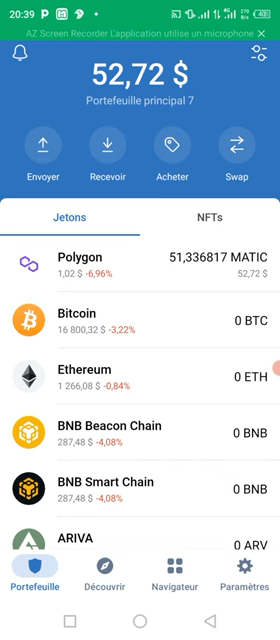 20:39
AZ Screen Recorder L'application utilise un microphone
52,72 $
Portefeuille principal 7
Envoyer
Recevoir
Acheter
Swap
Jetons
NFTs
Polygon
51,336817 MATIC
1,02 $ -6,96%
52,72 $
Bitcoin
16 800,32 $ -3,22%
0 BTC
Ethereum
1 266,08 $ -0,84%
0 ETH
BNB Beacon Chain
287,48 $ -4,08%
0 BNB
BNB Smart Chain
287,48 $ -4,08%
0 BNB
ARIVA
0 ARV
Portefeuille
Découvrir
Navigateur
Paramètres